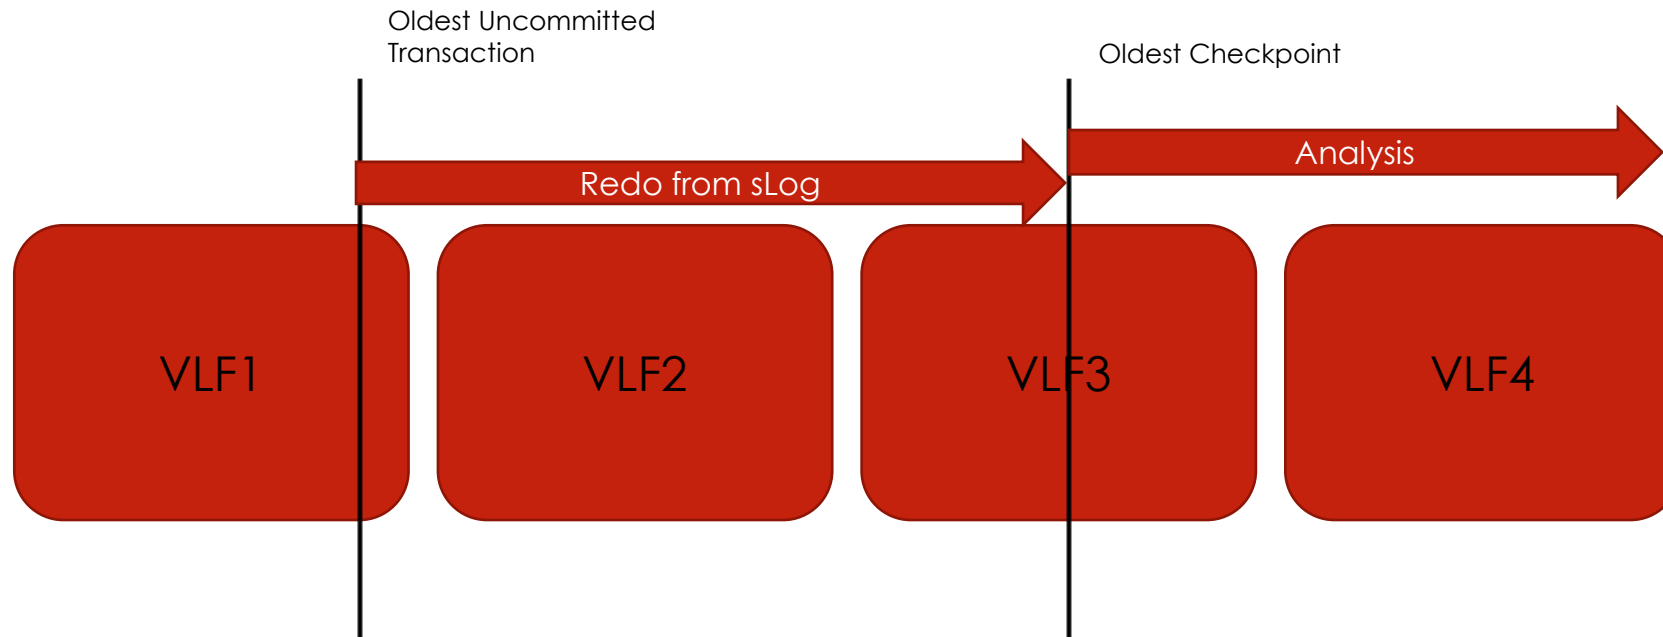 Oldest Uncommitted
Transaction
Oldest Checkpoint
Analysis
Redo from sLog
VLF1
VLF2
VLF3
VLF4